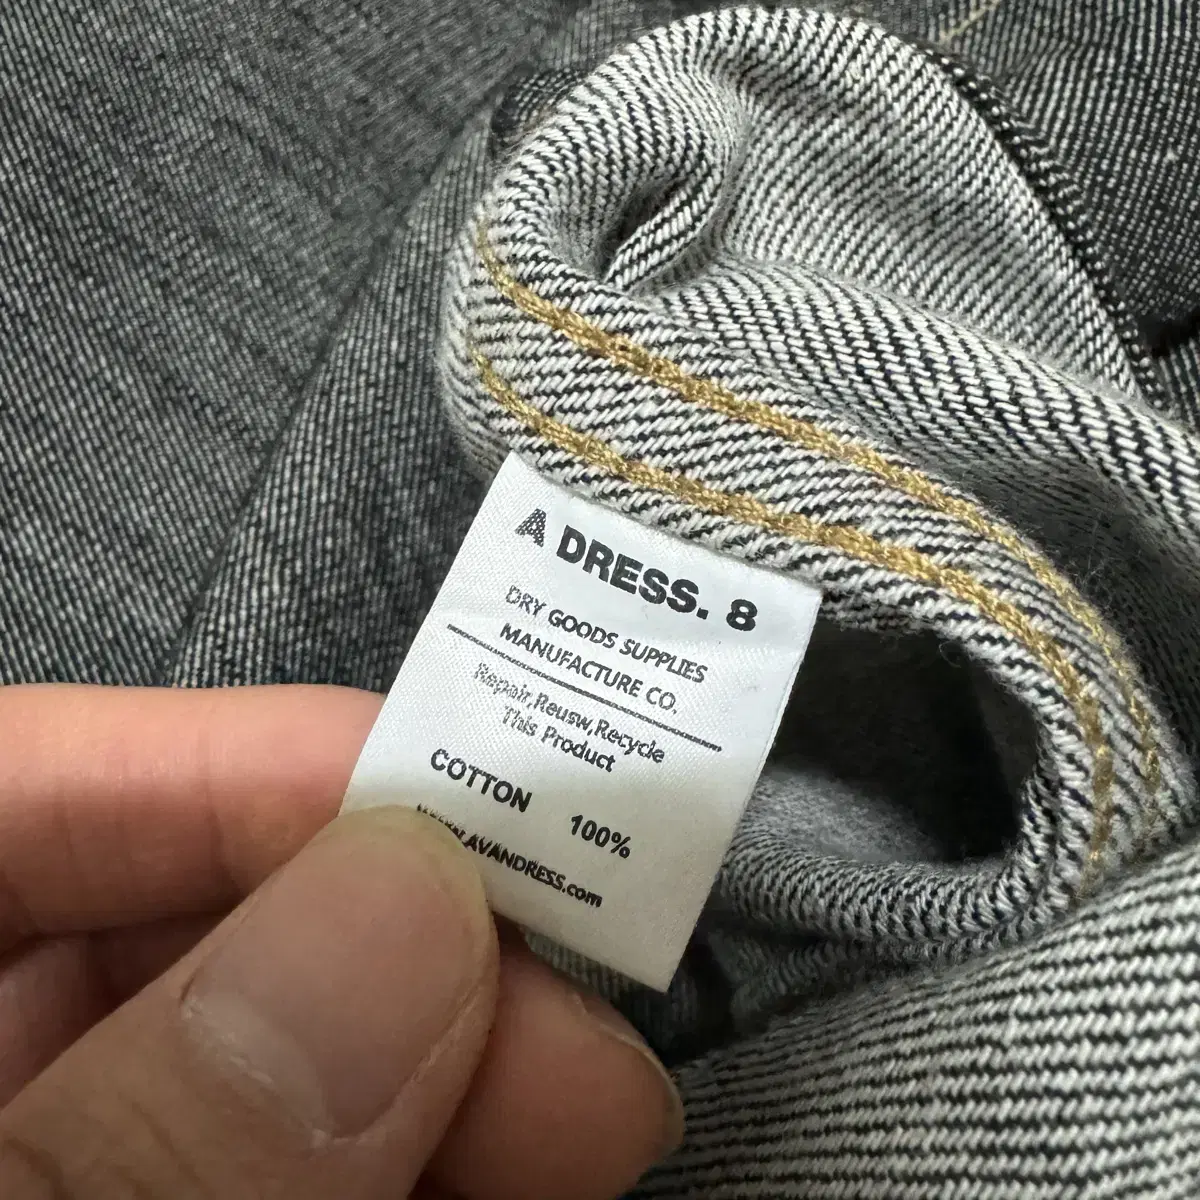 A DRESS. 8
DRY GOODS SUPPLIES
MANUFACTURE CO.
Repair,Reusw,Recycle
This Product
COTTON 100%